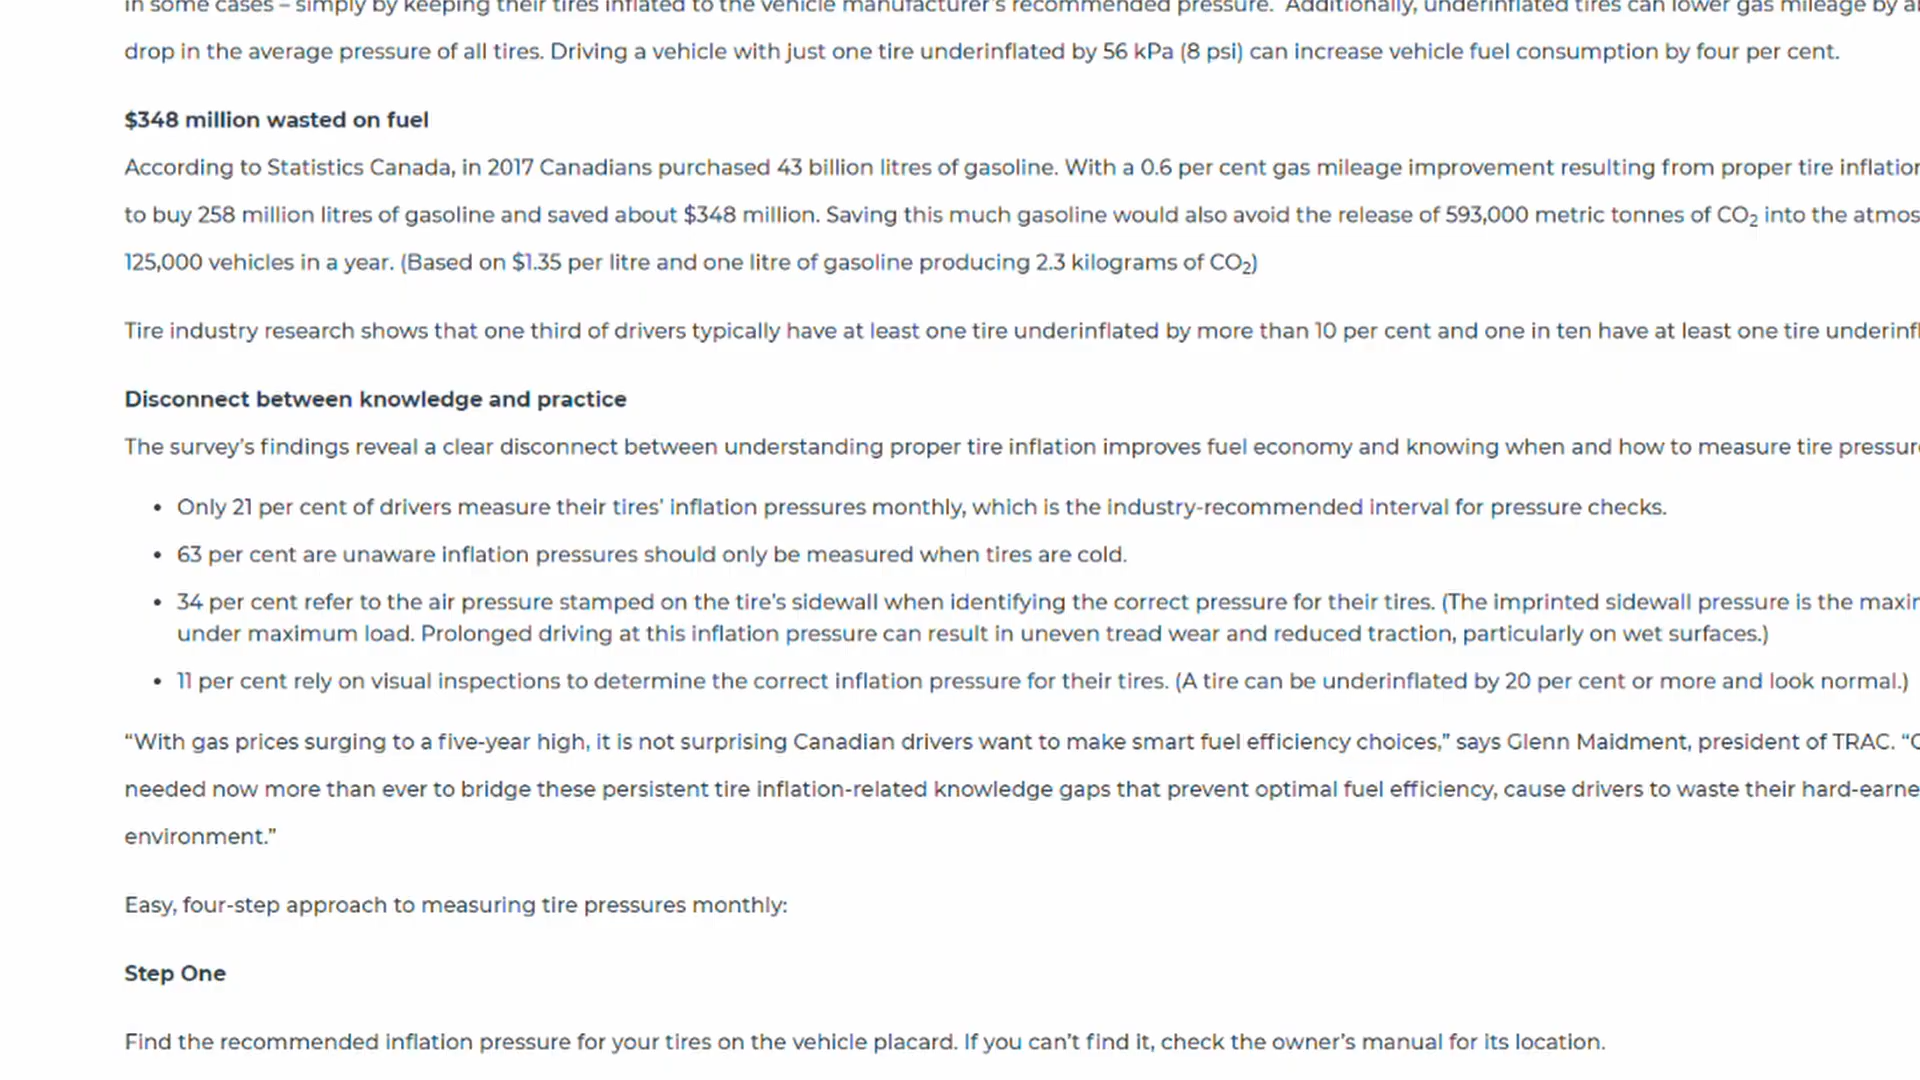 in some cases – simply by keeping their tires inflated to the vehicle manufacturer's recommended pressure. Additionally, underinflated tires can lower gas mileage by
drop in the average pressure of all tires. Driving a vehicle with just one tire underinflated by 56 kPa (8 psi) can increase vehicle fuel consumption by four per cent.
$348 million wasted on fuel
According to Statistics Canada, in 2017 Canadians purchased 43 billion litres of gasoline. With a 0.6 per cent gas mileage improvement resulting from proper tire
to buy 258 million litres of gasoline and saved about $348 million. Saving this much gasoline would also avoid the release of 593,000 metric tonnes of CO₂ into the
125,000 vehicles in a year. (Based on $1.35 per litre and one litre of gasoline producing 2.3 kilograms of CO₂)
Tire industry research shows that one third of drivers typically have at least one tire underinflated by more than 10 per cent and one in ten have at least one tire
Disconnect between knowledge and practice
The survey's findings reveal a clear disconnect between understanding proper tire inflation improves fuel economy and knowing when and how to measure tire
• Only 21 per cent of drivers measure their tires' inflation pressures monthly, which is the industry-recommended interval for pressure checks.
• 63 per cent are unaware inflation pressures should only be measured when tires are cold.
• 34 per cent refer to the air pressure stamped on the tire's sidewall when identifying the correct pressure for their tires. (The imprinted sidewall pressure is the
under maximum load. Prolonged driving at this inflation pressure can result in uneven tread wear and reduced traction, particularly on wet surfaces.)
• 11 per cent rely on visual inspections to determine the correct inflation pressure for their tires. (A tire can be underinflated by 20 per cent or more and look normal.)
“With gas prices surging to a five-year high, it is not surprising Canadian drivers want to make smart fuel efficiency choices,” says Glenn Maidment, president of TRAC.
needed now more than ever to bridge these persistent tire inflation-related knowledge gaps that prevent optimal fuel efficiency, cause drivers to waste their
environment.”
Easy, four-step approach to measuring tire pressures monthly:
Step One
Find the recommended inflation pressure for your tires on the vehicle placard. If you can't find it, check the owner's manual for its location.